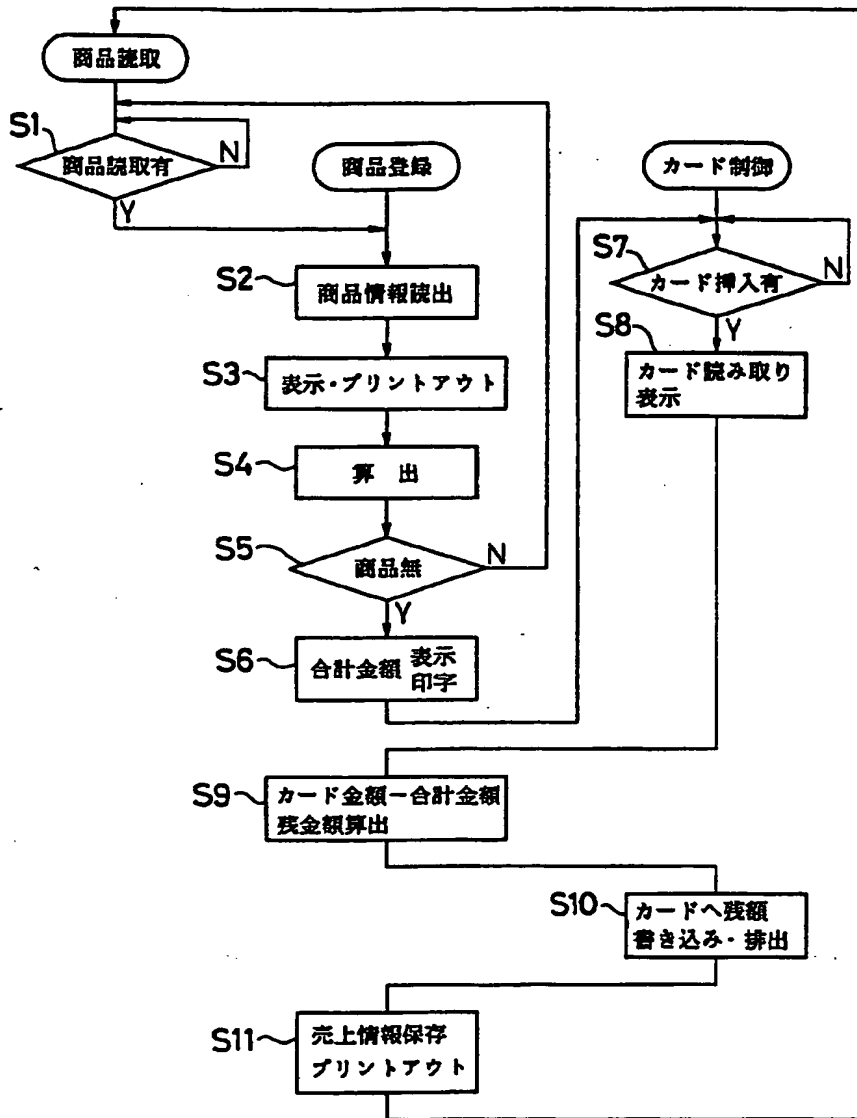 商品読取
S1
商品読取有
N
Y
商品登録
S2
商品情報読出
S3
表示・プリントアウト
S4
算 出
S5
商品無
N
Y
S6
合計金額 表示
印字
カード制御
S7
カード挿入有
N
Y
S8
カード読み取り
表示
S9
カード金額－合計金額
残金額算出
S10
カードへ残額
書き込み・排出
S11
売上情報保存
プリントアウト